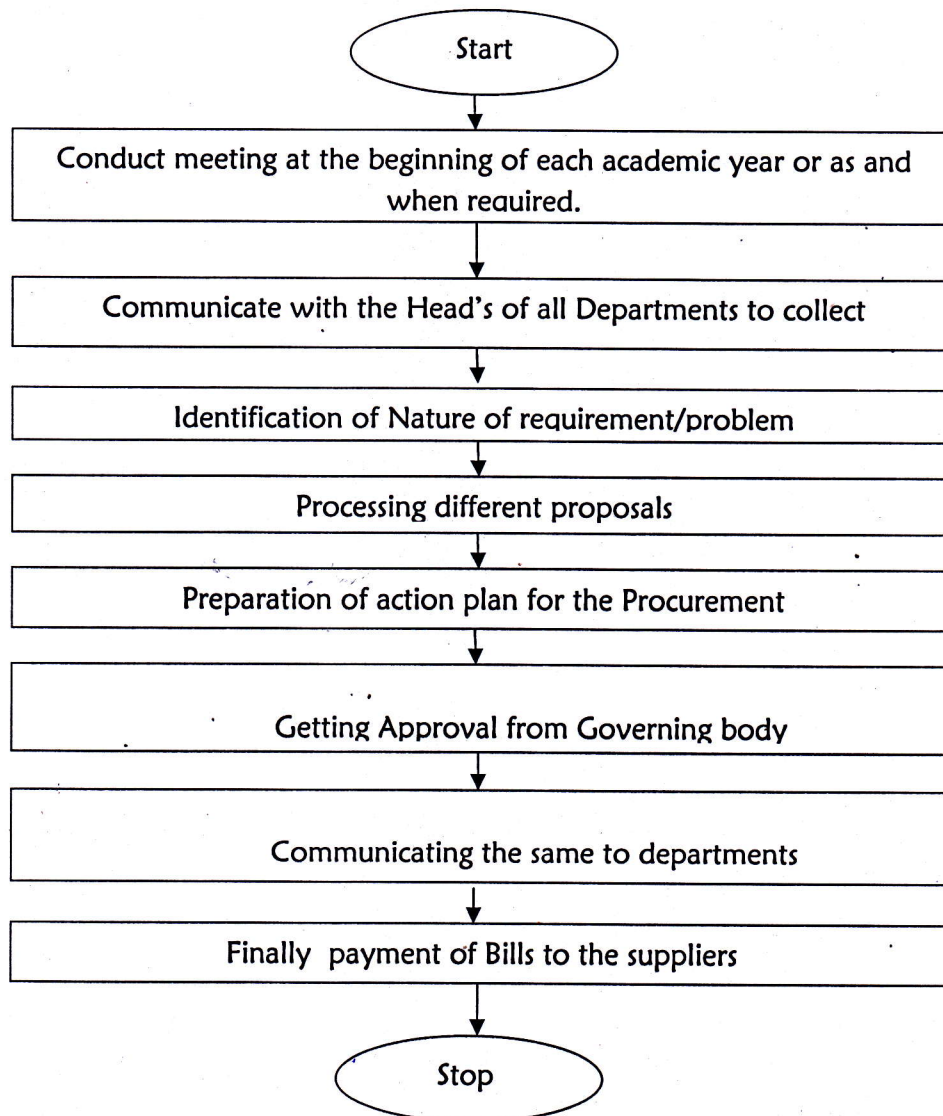 Start
Conduct meeting at the beginning of each academic year or as and
when required.
Communicate with the Head's of all Departments to collect
Identification of Nature of requirement/problem
Processing different proposals
Preparation of action plan for the Procurement
Getting Approval from Governing body
Communicating the same to departments
Finally payment of Bills to the suppliers
Stop